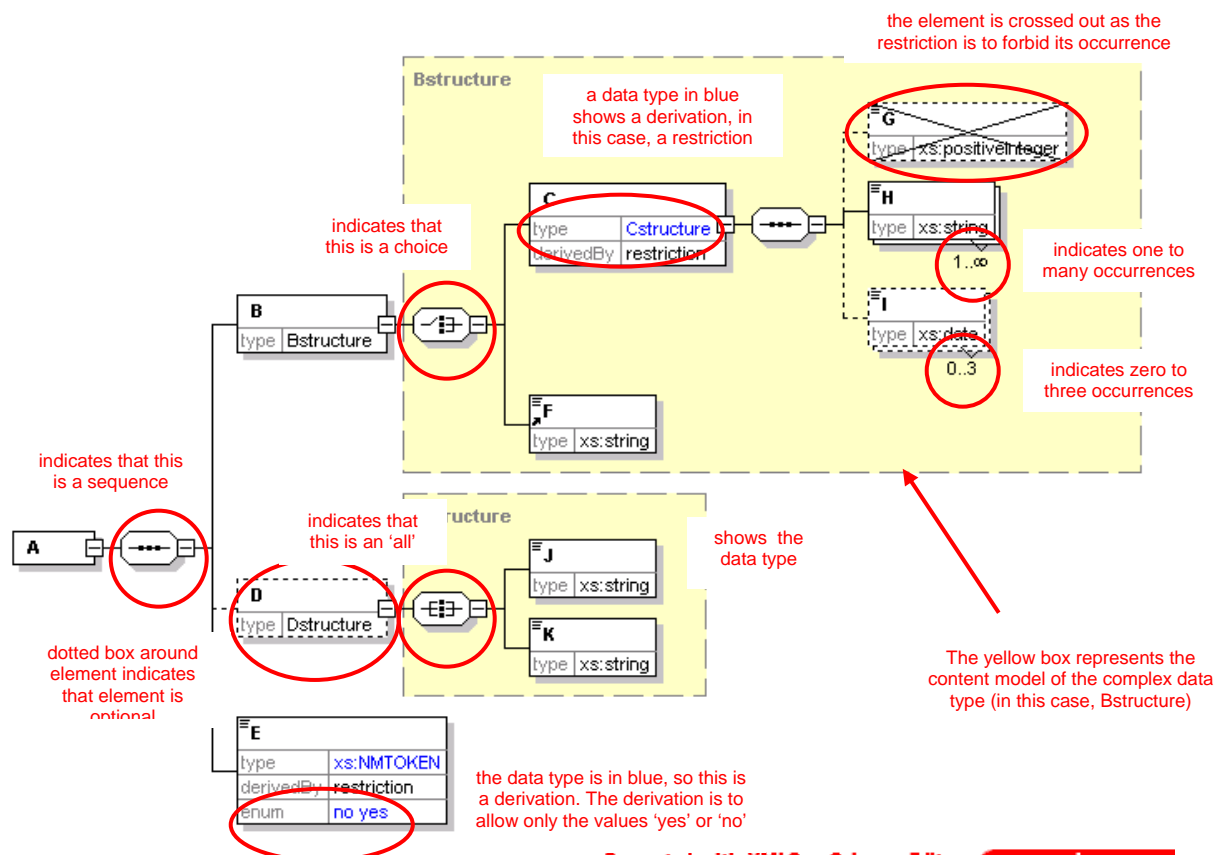 the element is crossed out as the
restriction is to forbid its occurrence
Bstructure
a data type in blue
shows a derivation, in
this case, a restriction
G
type xs:positiveInteger
C
type Cstructure
derivedBy restriction
H
type xs:string
1..∞
indicates one to
many occurrences
indicates that
this is a choice
I
type xs:date
0..3
indicates zero to
three occurrences
B
type Bstructure
F
type xs:string
indicates that this
is a sequence
A
indicates that
this is an ‘all’
ructure
shows the
data type
J
type xs:string
D
type Dstructure
K
type xs:string
dotted box around
element indicates
that element is
optional
The yellow box represents the
content model of the complex data
type (in this case, Bstructure)
E
type xs:NMTOKEN
derivedBy restriction
enum no yes
the data type is in blue, so this is
a derivation. The derivation is to
allow only the values ‘yes’ or ‘no’